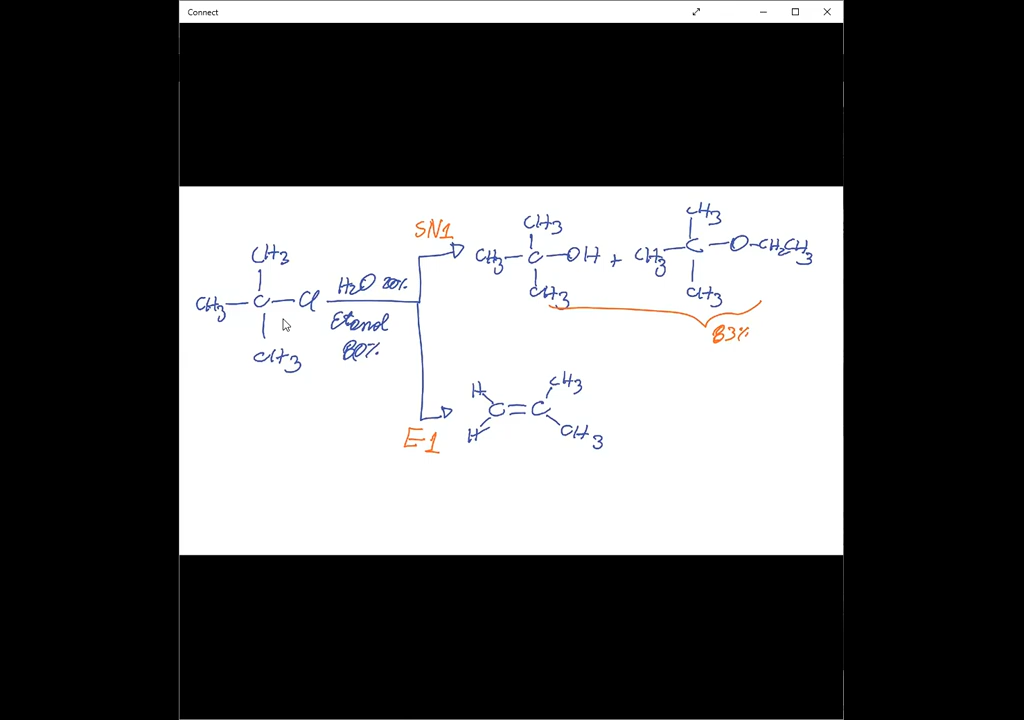 Connect
SN1
CH3
CH3
CH3-C-OH + CH3-C-O-CH2CH3
CH3
CH3
83%
CH3
CH3-C-Cl
CH3
H2O 20%
Etanol
80%
E1
H CH3
C=C
H CH3